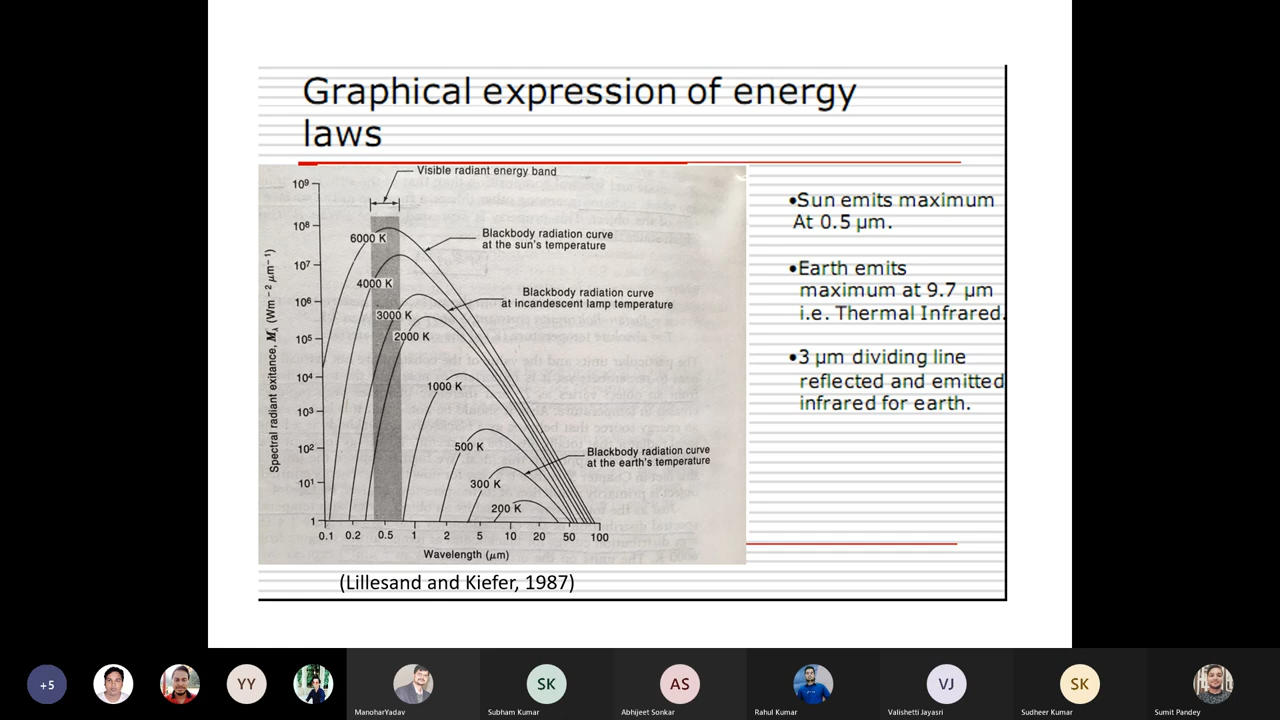 Graphical expression of energy
laws
Visible radiant energy band
10⁹
10⁸
10⁷
10⁶
10⁵
10⁴
10³
10²
10¹
1
Spectral radiant exitance, Mλ (Wm⁻² μm⁻¹)
6000 K
4000 K
3000 K
2000 K
1000 K
500 K
300 K
200 K
Blackbody radiation curve
at the sun's temperature
Blackbody radiation curve
at incandescent lamp temperature
Blackbody radiation curve
at the earth's temperature
0.1 0.2 0.5 1 2 5 10 20 50 100
Wavelength (μm)
(Lillesand and Kiefer, 1987)
•Sun emits maximum
At 0.5 μm.
•Earth emits
maximum at 9.7 μm
i.e. Thermal Infrared.
•3 μm dividing line
reflected and emitted
infrared for earth.
+5
YY
ManoharYadav
SK
Subham Kumar
AS
Abhijeet Sonkar
Rahul Kumar
VJ
Valishetti Jayasri
SK
Sudheer Kumar
Sumit Pandey